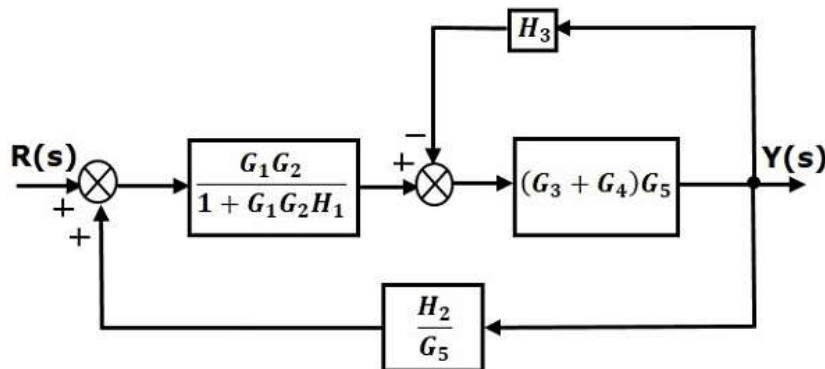 H₃
−
R(s)
+
+
G₁G₂
1 + G₁G₂H₁
+
(G₃ + G₄)G₅
Y(s)
H₂
G₅